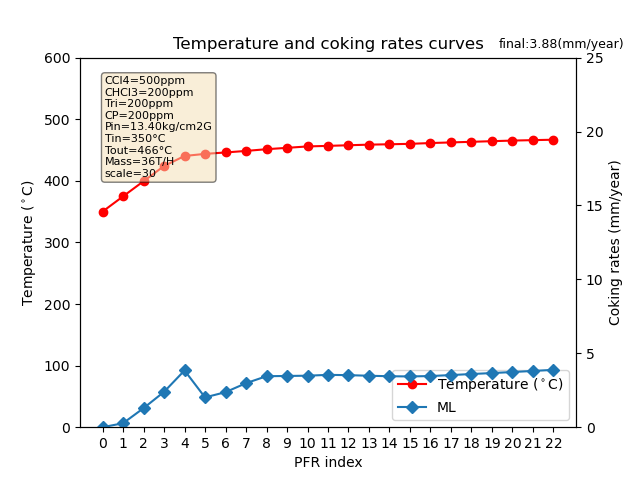 Temperature and coking rates curves
final:3.88(mm/year)
CCl4=500ppm
CHCl3=200ppm
Tri=200ppm
CP=200ppm
Pin=13.40kg/cm2G
Tin=350°C
Tout=466°C
Mass=36T/H
scale=30
600
500
400
300
200
100
0
Temperature (°C)
25
20
15
10
5
0
Coking rates (mm/year)
Temperature (°C)
ML
0 1 2 3 4 5 6 7 8 9 10 11 12 13 14 15 16 17 18 19 20 21 22
PFR index